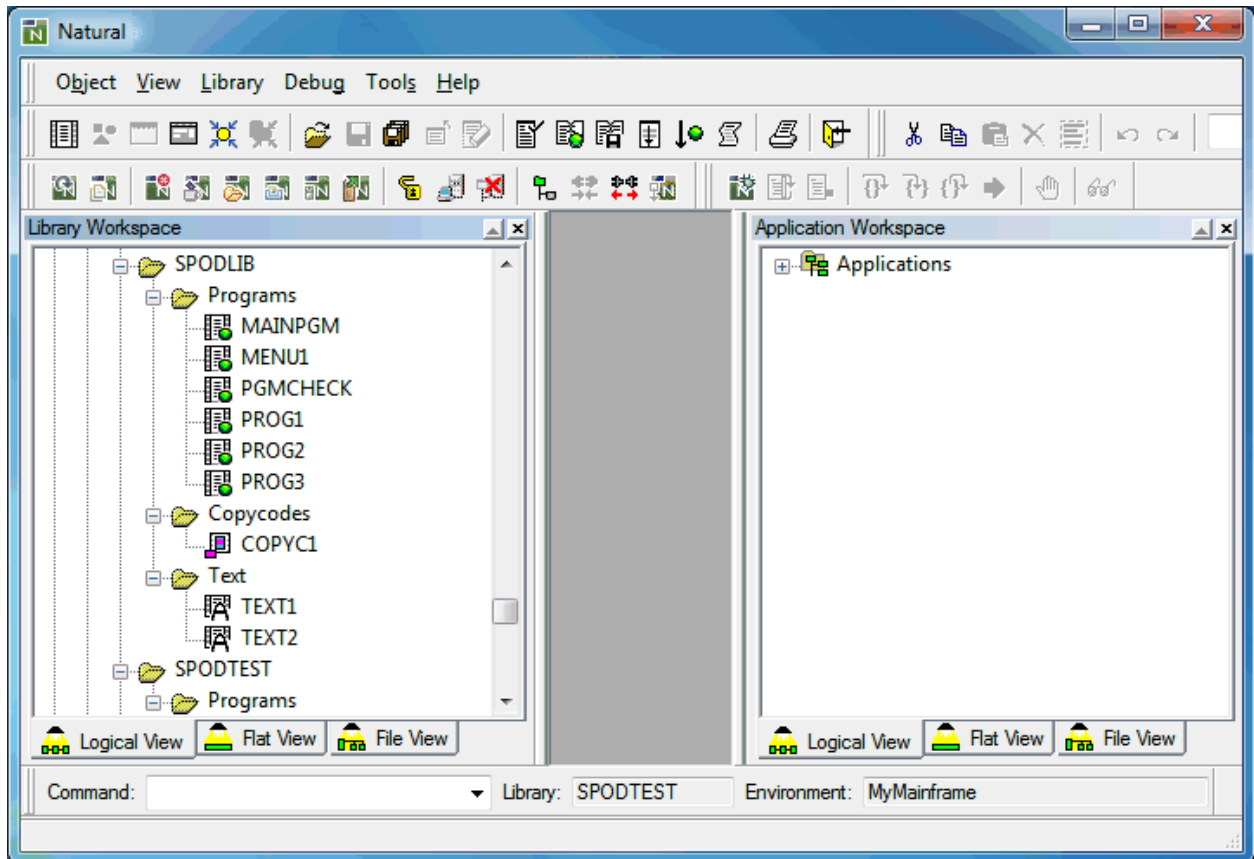 Natural
Object View Library Debug Tools Help
Library Workspace
SPODLIB
Programs
MAINPGM
MENU1
PGMCHECK
PROG1
PROG2
PROG3
Copycodes
COPYC1
Text
TEXT1
TEXT2
SPODTEST
Programs
Logical View Flat View File View
Application Workspace
Applications
Logical View Flat View File View
Command: Library: SPODTEST Environment: MyMainframe